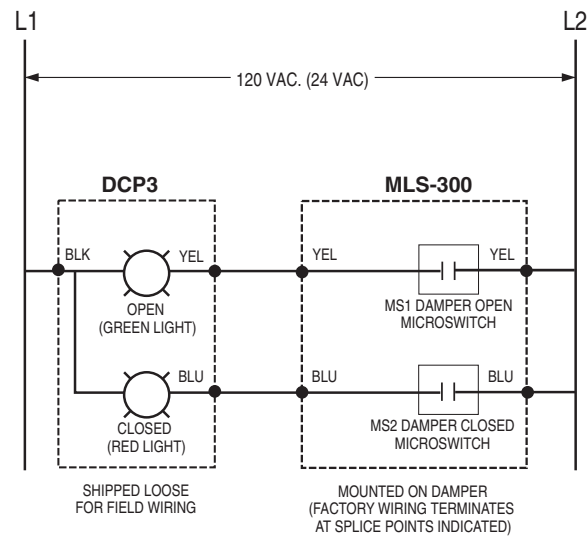 L1
L2
120 VAC. (24 VAC)
DCP3
MLS-300
BLK
YEL
YEL
YEL
OPEN
(GREEN LIGHT)
MS1 DAMPER OPEN
MICROSWITCH
BLU
BLU
BLU
CLOSED
(RED LIGHT)
MS2 DAMPER CLOSED
MICROSWITCH
SHIPPED LOOSE
FOR FIELD WIRING
MOUNTED ON DAMPER
(FACTORY WIRING TERMINATES
AT SPLICE POINTS INDICATED)